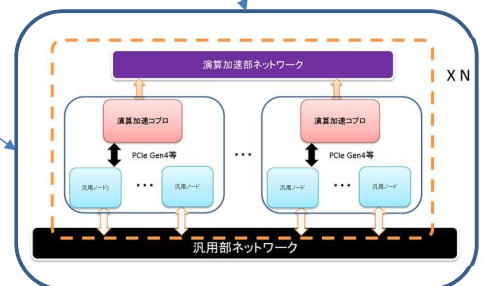 演算加速部ネットワーク
X N
演算加速コプロ
演算加速コプロ
PCIe Gen4等
...
PCIe Gen4等
汎用ノード)
...
汎用ノード
汎用ノード
...
汎用ノード
汎用部ネットワーク